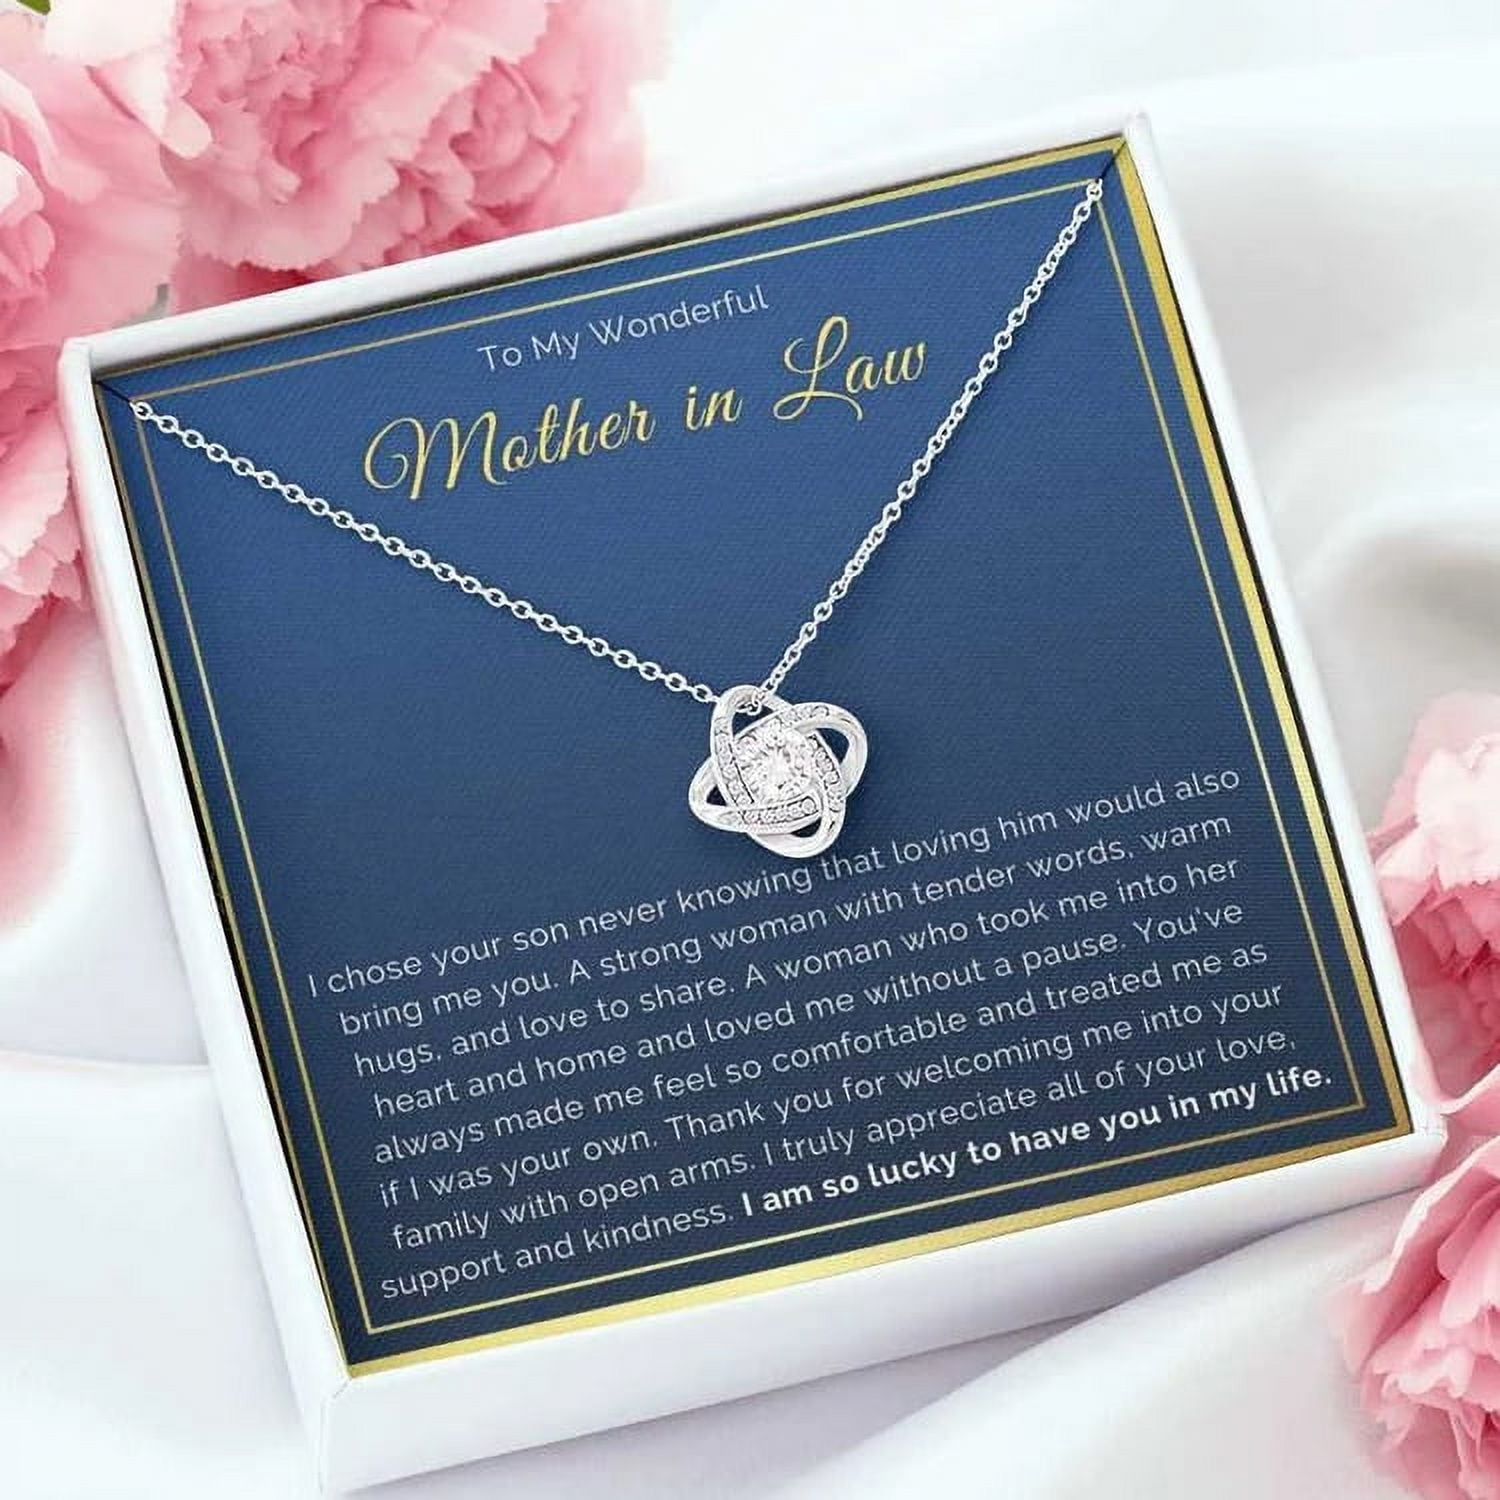 To My Wonderful
Mother in Law
I chose your son never knowing that loving him would also
bring me you. A strong woman with tender words, warm
hugs, and love to share. A woman who took me into her
heart and home and loved me without a pause. You've
always made me feel so comfortable and treated me as
if I was your own. Thank you for welcoming me into your
family with open arms. I truly appreciate all of your love,
support and kindness. I am so lucky to have you in my life.